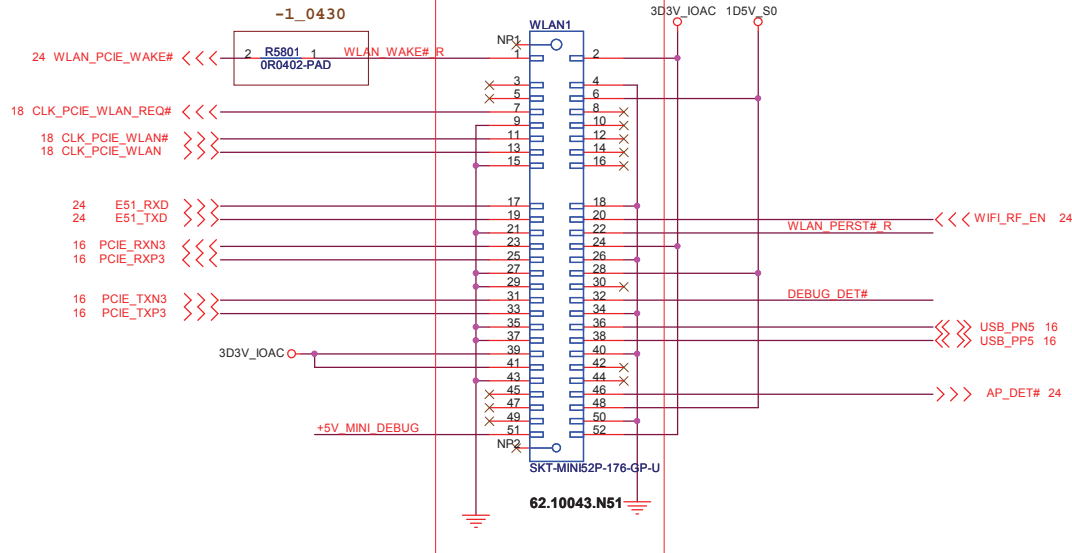 -1_0430
3D3V_IOAC 1D5V_S0
WLAN1
NP1
24 WLAN_PCIE_WAKE# 2 R5801 1 WLAN_WAKE#_R 1 2
0R0402-PAD
3 4
5 6
18 CLK_PCIE_WLAN_REQ# 7 8
9 10
18 CLK_PCIE_WLAN# 11 12
18 CLK_PCIE_WLAN 13 14
15 16
24 E51_RXD 17 18
24 E51_TXD 19 20 WIFI_RF_EN 24
21 22 WLAN_PERST#_R
16 PCIE_RXN3 23 24
16 PCIE_RXP3 25 26
27 28
29 30
16 PCIE_TXN3 31 32 DEBUG_DET#
16 PCIE_TXP3 33 34
35 36 USB_PN5 16
37 38 USB_PP5 16
3D3V_IOAC 39 40
41 42
43 44
45 46 AP_DET# 24
47 48
49 50
+5V_MINI_DEBUG 51 52
NP2
SKT-MINI52P-176-GP-U
62.10043.N51